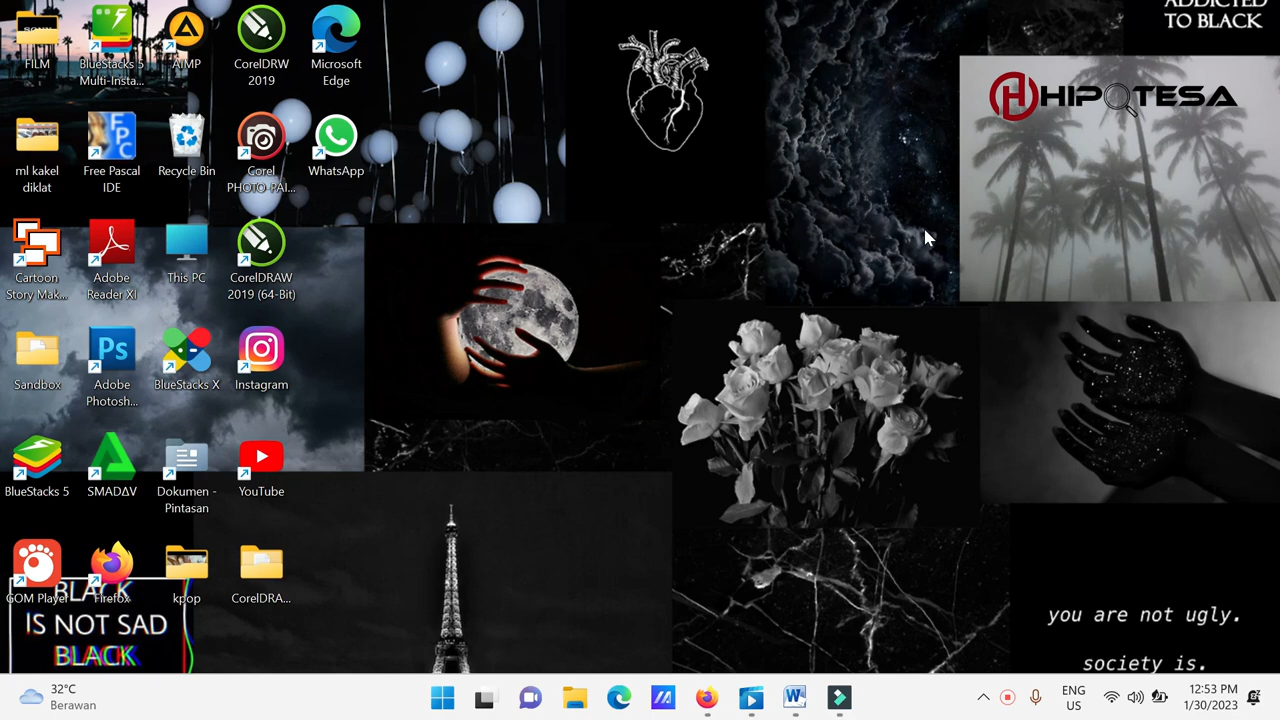 ADDICTED
TO BLACK
HIPOTESA
FILM
BlueStacks 5
Multi-Insta...
AIMP
CorelDRW
2019
Microsoft
Edge
ml kakel
diklat
Free Pascal
IDE
Recycle Bin
Corel
PHOTO-PAI...
WhatsApp
Cartoon
Story Mak...
Adobe
Reader XI
This PC
CorelDRAW
2019 (64-Bit)
Sandbox
Adobe
Photosh...
BlueStacks X
Instagram
BlueStacks 5
SMADΔV
Dokumen -
Pintasan
YouTube
GOM Player
Firefox
kpop
CorelDRA...
BLACK
IS NOT SAD
BLACK
you are not ugly.
society is.
32°C
Berawan
ENG
US
12:53 PM
1/30/2023